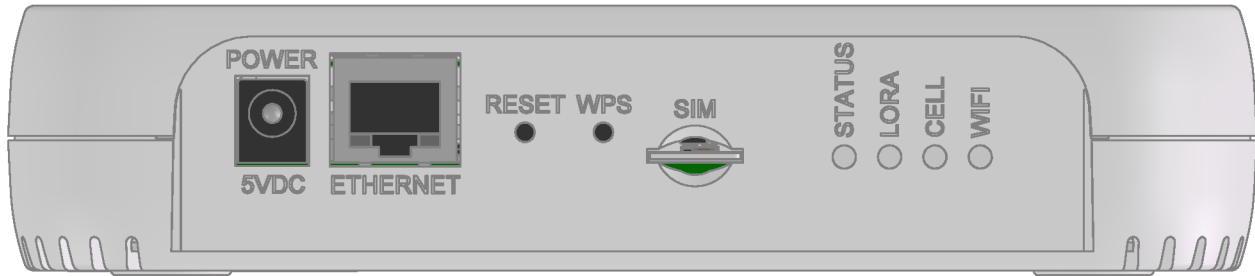 POWER
5VDC
ETHERNET
RESET
WPS
SIM
STATUS
LORA
CELL
WIFI